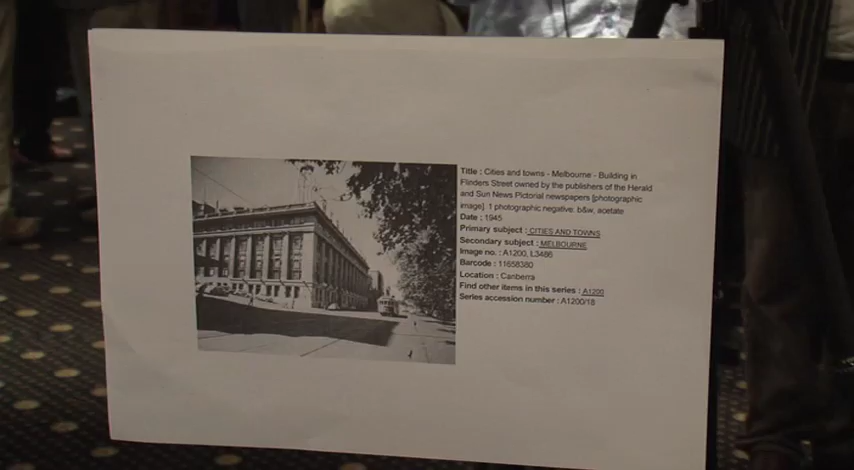 Title : Cities and towns - Melbourne - Building in
Flinders Street owned by the publishers of the Herald
and Sun News Pictorial newspapers [photographic
image]. 1 photographic negative: b&w, acetate
Date : 1945
Primary subject : CITIES AND TOWNS
Secondary subject : MELBOURNE
Image no. : A1200, L3486
Barcode : 11658380
Location : Canberra
Find other items in this series : A1200
Series accession number : A1200/18